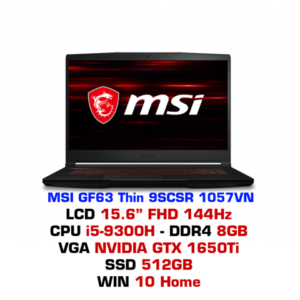 msi
MSI GF63 Thin 9SCSR 1057VN
LCD 15.6” FHD 144Hz
CPU i5-9300H - DDR4 8GB
VGA NVIDIA GTX 1650Ti
SSD 512GB
WIN 10 Home